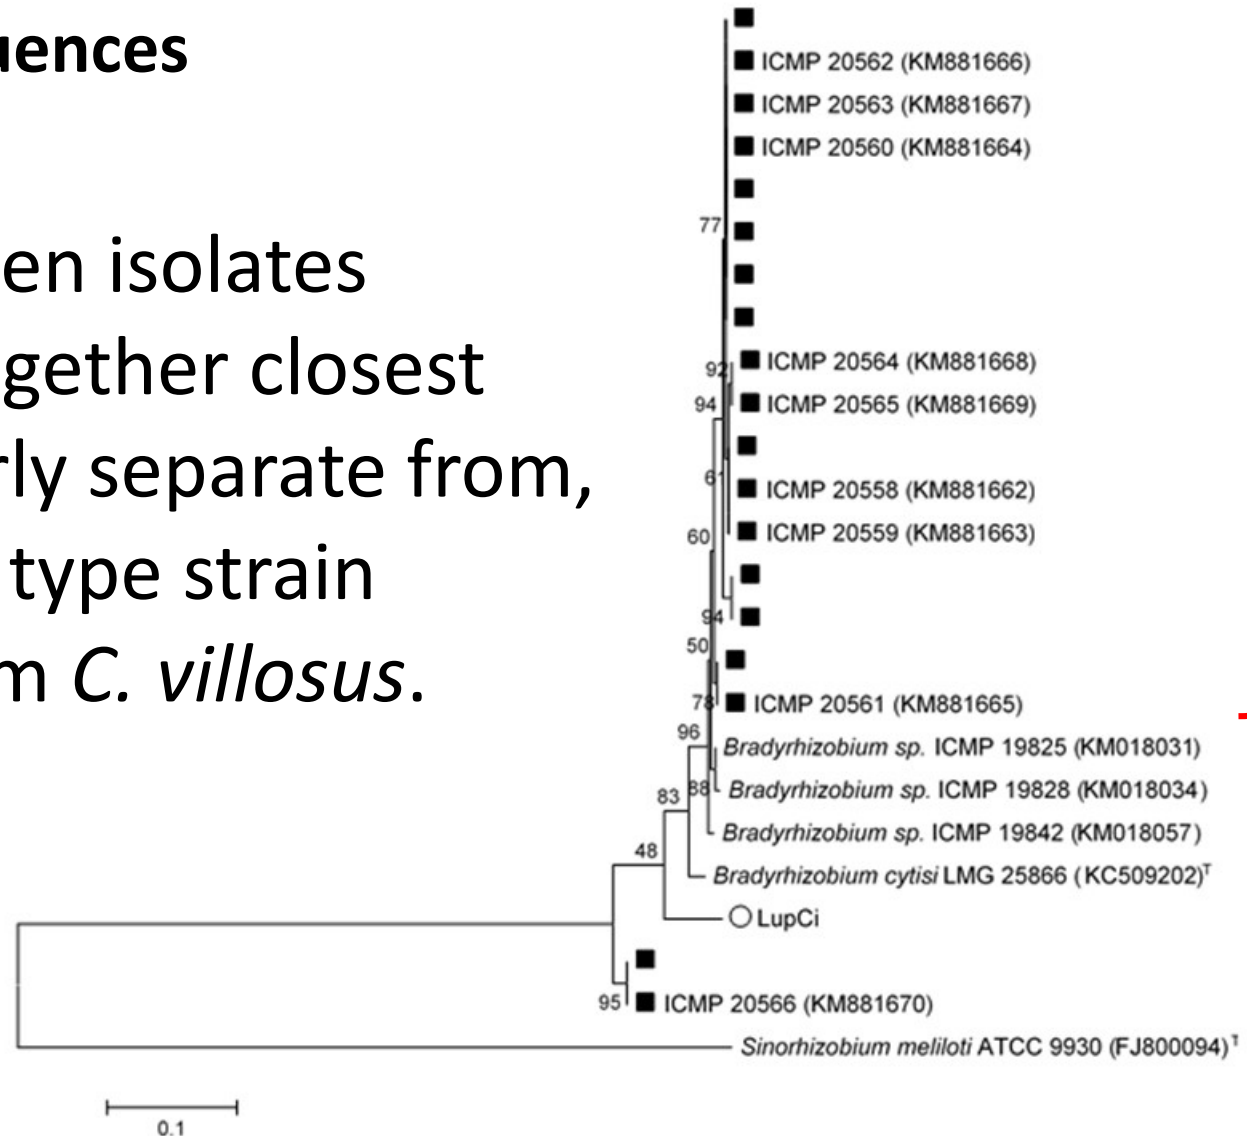 uences
en isolates
gether closest
rly separate from,
type strain
m C. villosus.
ICMP 20562 (KM881666)
ICMP 20563 (KM881667)
ICMP 20560 (KM881664)
77
ICMP 20564 (KM881668)
92
ICMP 20565 (KM881669)
94
61
ICMP 20558 (KM881662)
ICMP 20559 (KM881663)
60
94
50
78
ICMP 20561 (KM881665)
96
Bradyrhizobium sp. ICMP 19825 (KM018031)
88
Bradyrhizobium sp. ICMP 19828 (KM018034)
83
Bradyrhizobium sp. ICMP 19842 (KM018057)
48
Bradyrhizobium cytisi LMG 25866 ( KC509202)T
LupCi
95
ICMP 20566 (KM881670)
Sinorhizobium meliloti ATCC 9930 (FJ800094)T
0.1